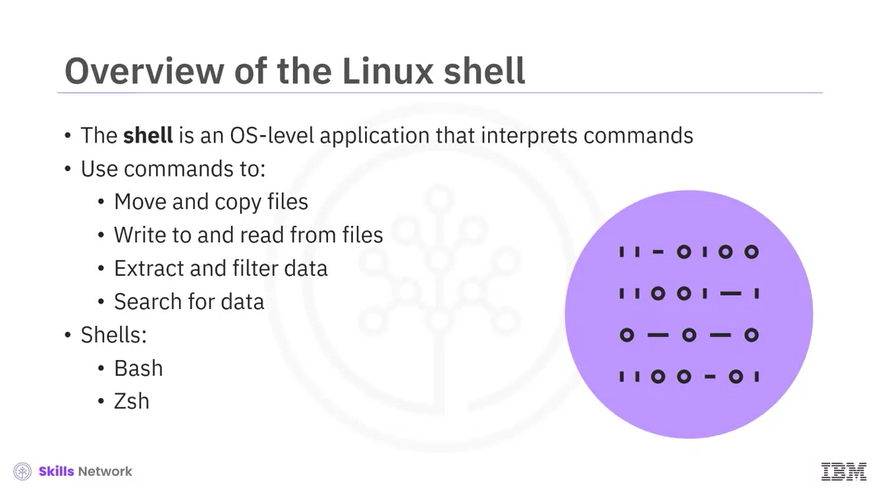 Overview of the Linux shell
• The shell is an OS-level application that interprets commands
• Use commands to:
• Move and copy files
• Write to and read from files
• Extract and filter data
• Search for data
• Shells:
• Bash
• Zsh
Skills Network
IBM